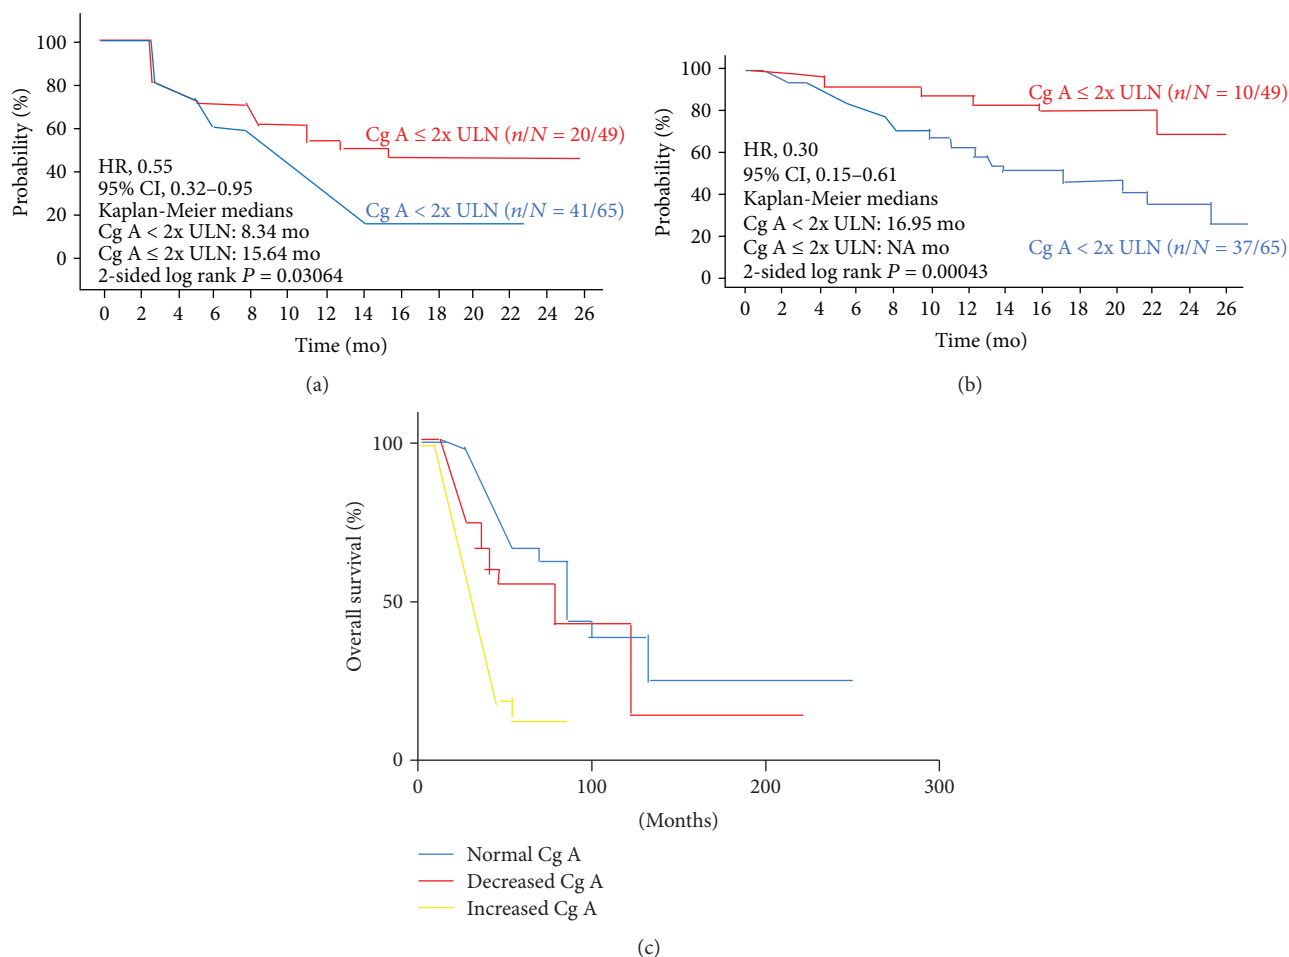 100
80
60
40
20
0
Probability (%)
Cg A ≤ 2x ULN (n/N = 20/49)
HR, 0.55
95% CI, 0.32–0.95
Kaplan-Meier medians
Cg A < 2x ULN: 8.34 mo
Cg A ≤ 2x ULN: 15.64 mo
2-sided log rank P = 0.03064
Cg A < 2x ULN (n/N = 41/65)
0 2 4 6 8 10 12 14 16 20 22 22 26
Time (mo)
(a)
100
80
60
40
20
0
Probability (%)
Cg A ≤ 2x ULN (n/N = 10/49)
HR, 0.30
95% CI, 0.15–0.61
Kaplan-Meier medians
Cg A < 2x ULN: 16.95 mo
Cg A ≤ 2x ULN: NA mo
2-sided log rank P = 0.00043
Cg A < 2x ULN (n/N = 37/65)
0 2 4 6 8 10 12 14 16 20 22 24 26
Time (mo)
(b)
100
50
0
Overall survival (%)
0 100 200 300
(Months)
Normal Cg A
Decreased Cg A
Increased Cg A
(c)